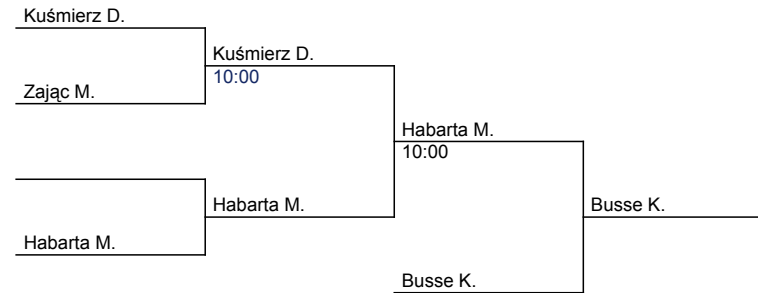 Kuśmierz D.
Kuśmierz D.
10:00
Zając M.
Habarta M.
10:00
Habarta M.
Busse K.
Habarta M.
Busse K.